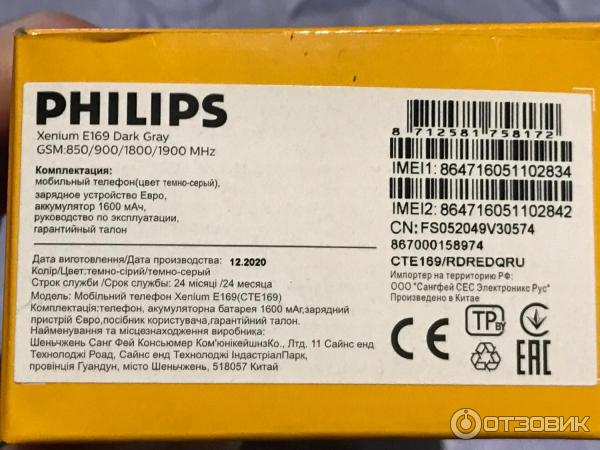 PHILIPS
Xenium E169 Dark Gray
GSM:850/900/1800/1900 MHz
Комплектация:
мобильный телефон(цвет темно-серый),
зарядное устройство Евро,
аккумулятор 1600 мАч,
руководство по эксплуатации,
гарантийный талон
8 712581 758172
IMEI1: 864716051102834
IMEI2: 864716051102842
CN: FS052049V30574
867000158974
CTE169/RDREDQRU
Импортер на территорию РФ:
ООО "Сангфей СЕС Электроникс Рус"
Произведено в Китае
Дата виготовлення/Дата производства: 12.2020
Колір/Цвет:темно-сірий/темно-серый
Строк служби /Срок службы: 24 місяці /24 месяца
Модель: Мобільний телефон Xenium E169(CTE169)
Комплектація:телефон, акумуляторна батарея 1600 мАг,зарядний
пристрій Євро,посібник користувача,гарантійний талон.
Найменування та місцезнаходження виробника:
Шеньчжень Санг Фей Консьюмер Ком'юнікейшнзКо., Лтд. 11 Сайнс енд
Технолоджі Роад, Сайнс енд Технолоджі ІндастріалПарк,
провінція Гуандун, місто Шеньчжень, 518057 Китай
TP BY
CE
EAC
ОТЗОВИК